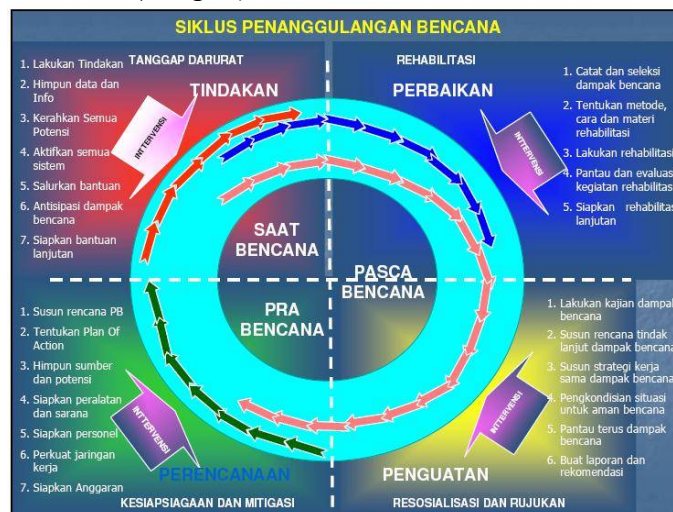 SIKLUS PENANGGULANGAN BENCANA
TANGGAP DARURAT
TINDAKAN
1. Lakukan Tindakan
2. Himpun data dan
Info
3. Kerahkan Semua
Potensi
4. Aktifkan semua
sistem
5. Salurkan bantuan
6. Antisipasi dampak
bencana
7. Siapkan bantuan
lanjutan
INTTERVENSI
SAAT
BENCANA
REHABILITASI
PERBAIKAN
1. Catat dan seleksi
dampak bencana
2. Tentukan metode,
cara dan materi
rehabilitasi
3. Lakukan rehabilitasi
4. Pantau dan evaluasi
kegiatan rehabilitasi
5. Siapkan rehabilitasi
lanjutan
INTTERVENSI
PASCA
BENCANA
PRA
BENCANA
1. Susun rencana PB
2. Tentukan Plan Of
Action
3. Himpun sumber
dan potensi
4. Siapkan peralatan
dan sarana
5. Siapkan personel
6. Perkuat jaringan
kerja
7. Siapkan Anggaran
INTTERVENSI
PERENCANAAN
KESIAPSIAGAAN DAN MITIGASI
1. Lakukan kajian dampak
bencana
2. Susun rencana tindak
lanjut dampak bencana
3. Susun strategi kerja
sama dampak bencana
4. Pengkondisian situasi
untuk aman bencana
5. Pantau terus dampak
bencana
6. Buat laporan dan
rekomendasi
INTTERVENSI
PENGUATAN
RESOSIALISASI DAN RUJUKAN